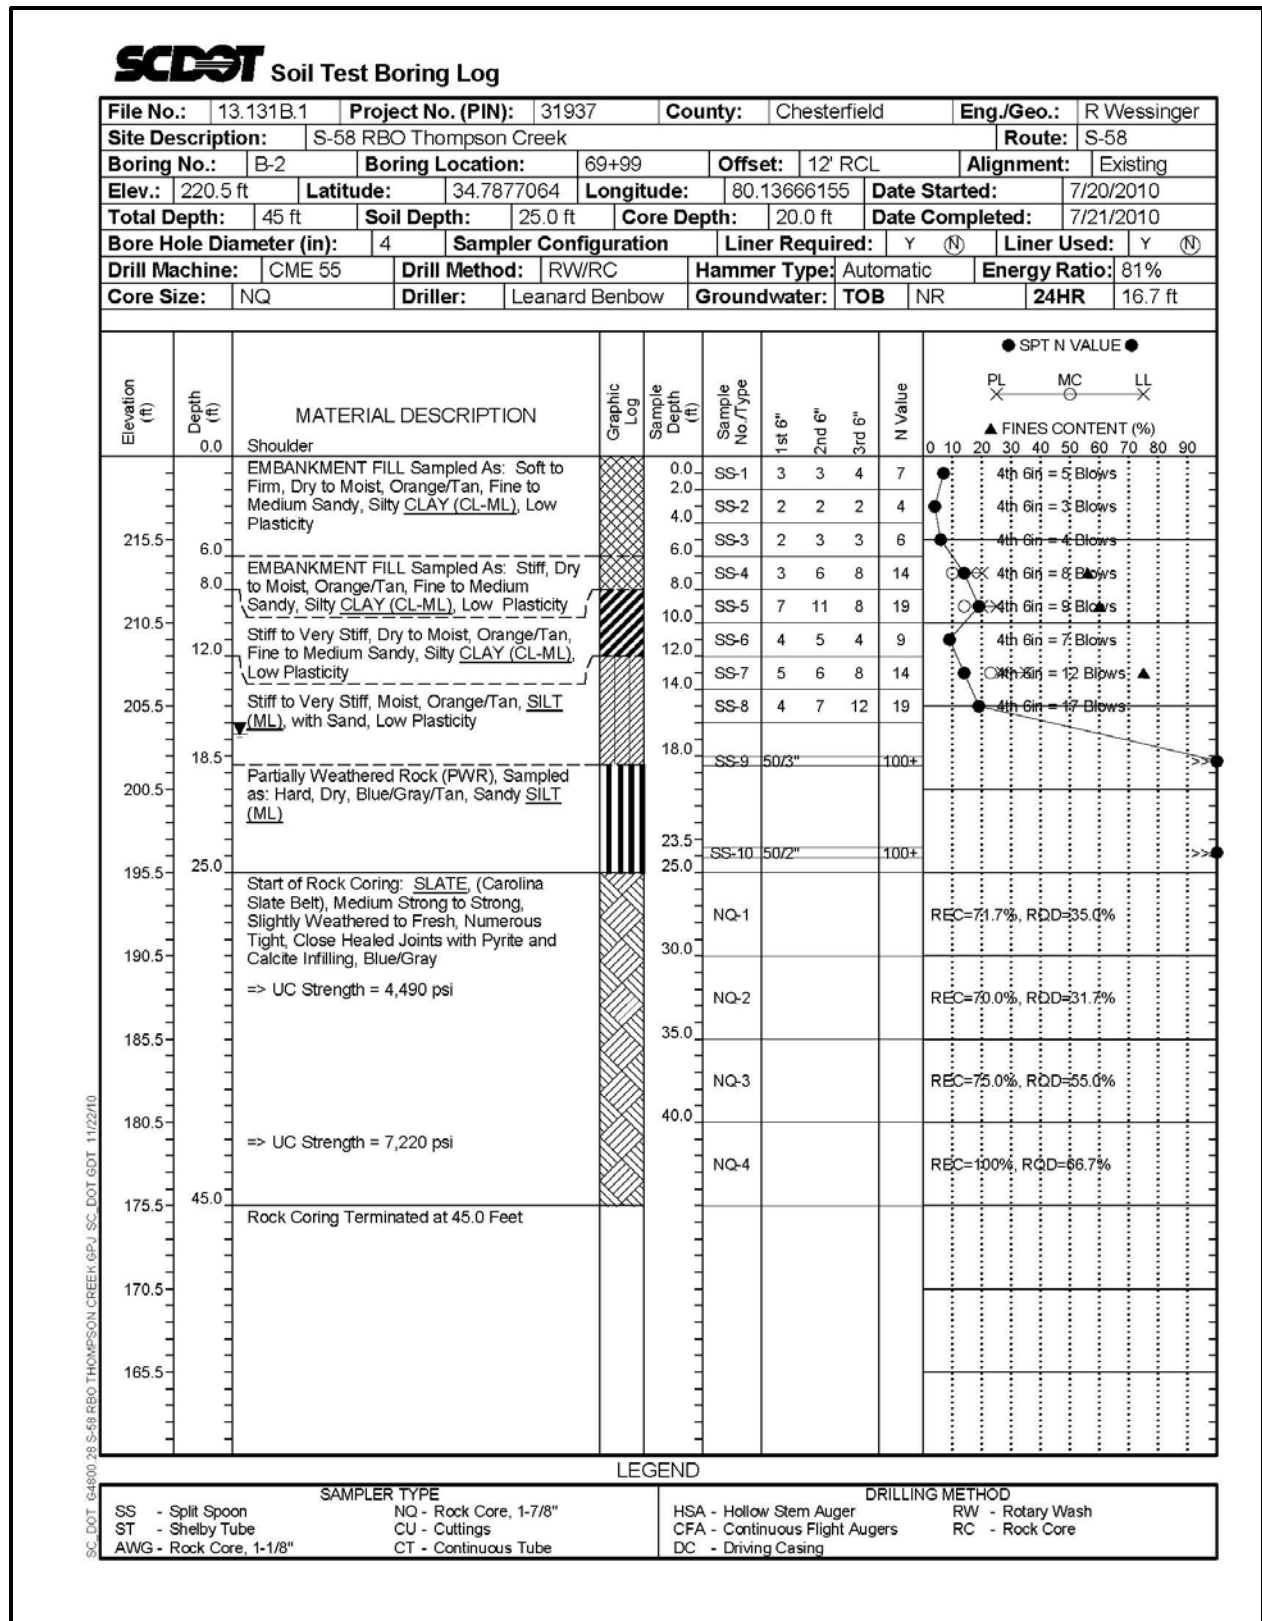 SCDOT Soil Test Boring Log
File No.: 13.131B.1 Project No. (PIN): 31937 County: Chesterfield Eng./Geo.: R Wessinger
Site Description: S-58 RBO Thompson Creek Route: S-58
Boring No.: B-2 Boring Location: 69+99 Offset: 12' RCL Alignment: Existing
Elev.: 220.5 ft Latitude: 34.7877064 Longitude: 80.13666155 Date Started: 7/20/2010
Total Depth: 45 ft Soil Depth: 25.0 ft Core Depth: 20.0 ft Date Completed: 7/21/2010
Bore Hole Diameter (in): 4 Sampler Configuration Liner Required: Y N Liner Used: Y N
Drill Machine: CME 55 Drill Method: RW/RC Hammer Type: Automatic Energy Ratio: 81%
Core Size: NQ Driller: Leanard Benbow Groundwater: TOB NR 24HR 16.7 ft
Elevation (ft)
Depth (ft)
MATERIAL DESCRIPTION
Graphic Log
Sample Depth (ft)
Sample No./Type
1st 6"
2nd 6"
3rd 6"
N Value
● SPT N VALUE ●
PL MC LL
▲ FINES CONTENT (%)
0 10 20 30 40 50 60 70 80 90
0.0 Shoulder
EMBANKMENT FILL Sampled As: Soft to
Firm, Dry to Moist, Orange/Tan, Fine to
Medium Sandy, Silty CLAY (CL-ML), Low
Plasticity
6.0
EMBANKMENT FILL Sampled As: Stiff, Dry
to Moist, Orange/Tan, Fine to Medium
Sandy, Silty CLAY (CL-ML), Low Plasticity
8.0
Stiff to Very Stiff, Dry to Moist, Orange/Tan,
Fine to Medium Sandy, Silty CLAY (CL-ML),
Low Plasticity
12.0
Stiff to Very Stiff, Moist, Orange/Tan, SILT
(ML), with Sand, Low Plasticity
18.5
Partially Weathered Rock (PWR), Sampled
as: Hard, Dry, Blue/Gray/Tan, Sandy SILT
(ML)
25.0
Start of Rock Coring: SLATE, (Carolina
Slate Belt), Medium Strong to Strong,
Slightly Weathered to Fresh, Numerous
Tight, Close Healed Joints with Pyrite and
Calcite Infilling, Blue/Gray
=> UC Strength = 4,490 psi
=> UC Strength = 7,220 psi
45.0
Rock Coring Terminated at 45.0 Feet
215.5
210.5
205.5
200.5
195.5
190.5
185.5
180.5
175.5
170.5
165.5
0.0 SS-1 3 3 4 7 4th 6in = 5 Blows
2.0 SS-2 2 2 2 4 4th 6in = 3 Blows
4.0 SS-3 2 3 3 6 4th 6in = 4 Blows
6.0 SS-4 3 6 8 14 4th 6in = 8 Blows
8.0 SS-5 7 11 8 19 4th 6in = 9 Blows
10.0 SS-6 4 5 4 9 4th 6in = 7 Blows
12.0 SS-7 5 6 8 14 4th 6in = 12 Blows
14.0 SS-8 4 7 12 19 4th 6in = 17 Blows
18.0 SS-9 50/3" 100+ >>
23.5 SS-10 50/2" 100+ >>
25.0 NQ-1 REC=71.7%, RQD=35.0%
30.0 NQ-2 REC=70.0%, RQD=31.7%
35.0 NQ-3 REC=75.0%, RQD=55.0%
40.0 NQ-4 REC=100%, RQD=66.7%
SC_DOT G4800 28 S-58 RBO THOMPSON CREEK.GPJ SC_DOT.GDT 11/22/10
LEGEND
SAMPLER TYPE
SS - Split Spoon NQ - Rock Core, 1-7/8"
ST - Shelby Tube CU - Cuttings
AWG - Rock Core, 1-1/8" CT - Continuous Tube
DRILLING METHOD
HSA - Hollow Stem Auger RW - Rotary Wash
CFA - Continuous Flight Augers RC - Rock Core
DC - Driving Casing